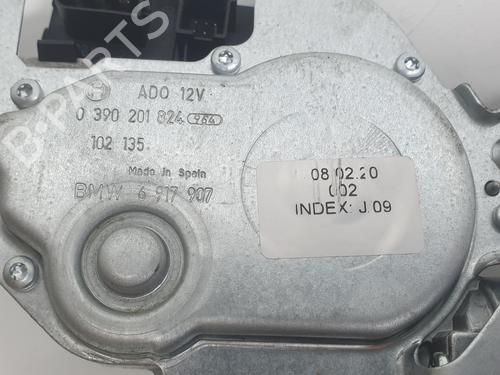 ADO 12V
0 390 201 824 966
102 135
Made in Spain
BMW 6 917 907
08.02.20
002
INDEX: J/09
B-PARTS